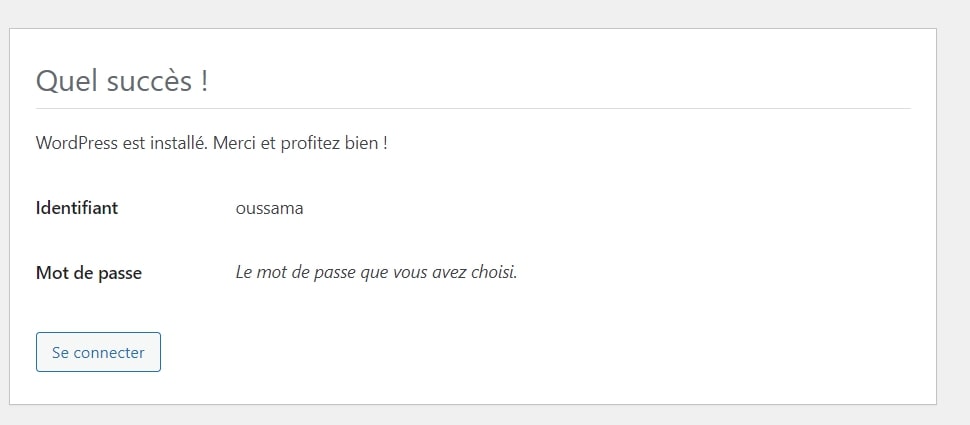 Quel succès !
WordPress est installé. Merci et profitez bien !
Identifiant oussama
Mot de passe Le mot de passe que vous avez choisi.
Se connecter